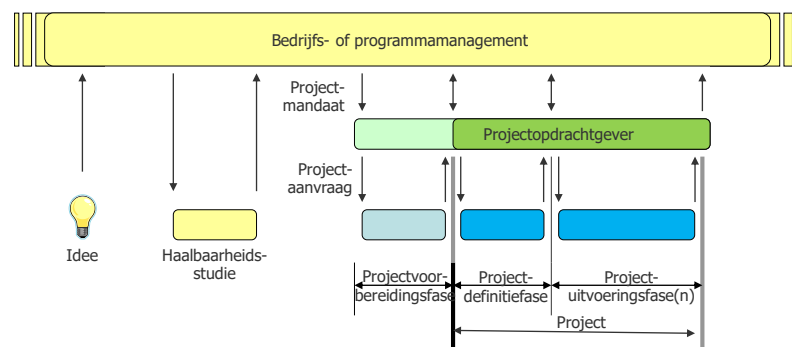 Bedrijfs- of programmamanagement
Project-
mandaat
Projectopdrachtgever
Project-
aanvraag
Idee
Haalbaarheids-
studie
Projectvoor-
bereidingsfase
Project-
definitiefase
Project-
uitvoeringsfase(n)
Project